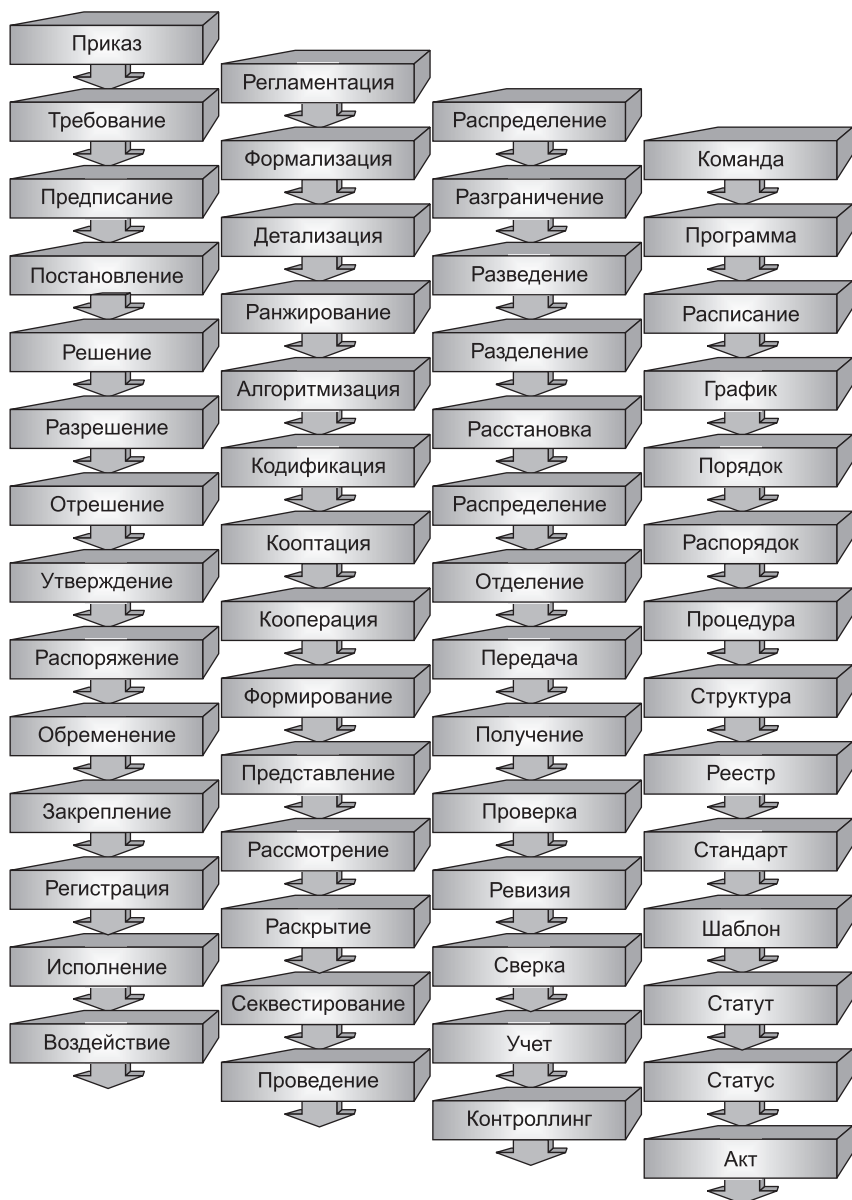 Приказ
Требование
Предписание
Постановление
Решение
Разрешение
Отрешение
Утверждение
Распоряжение
Обременение
Закрепление
Регистрация
Исполнение
Воздействие
Регламентация
Формализация
Детализация
Ранжирование
Алгоритмизация
Кодификация
Кооптация
Кооперация
Формирование
Представление
Рассмотрение
Раскрытие
Секвестирование
Проведение
Распределение
Разграничение
Разведение
Разделение
Расстановка
Распределение
Отделение
Передача
Получение
Проверка
Ревизия
Сверка
Учет
Контроллинг
Команда
Программа
Расписание
График
Порядок
Распорядок
Процедура
Структура
Реестр
Стандарт
Шаблон
Статут
Статус
Акт